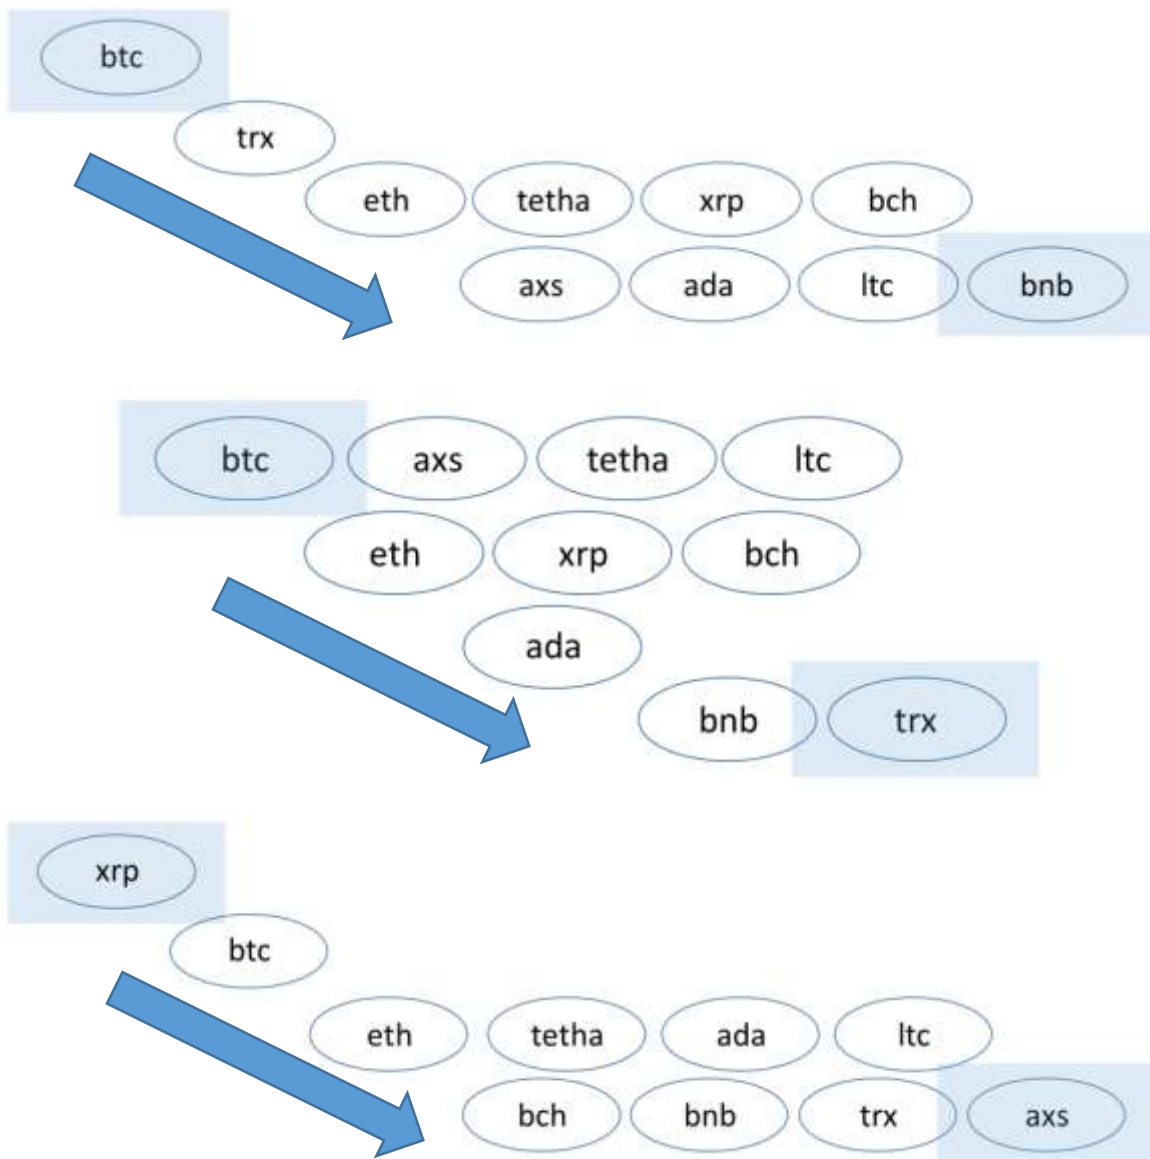 btc
trx
eth tetha xrp bch
axs ada ltc bnb
btc axs tetha ltc
eth xrp bch
ada
bnb trx
xrp
btc
eth tetha ada ltc
bch bnb trx axs